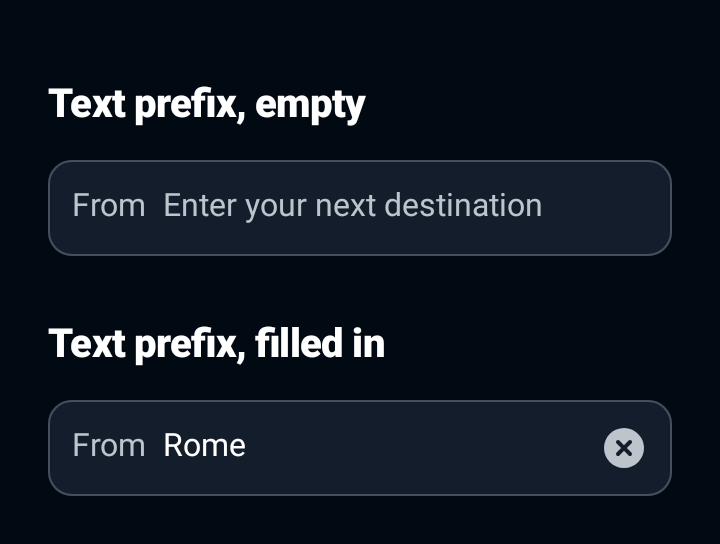 Text prefix, empty
From Enter your next destination
Text prefix, filled in
From Rome